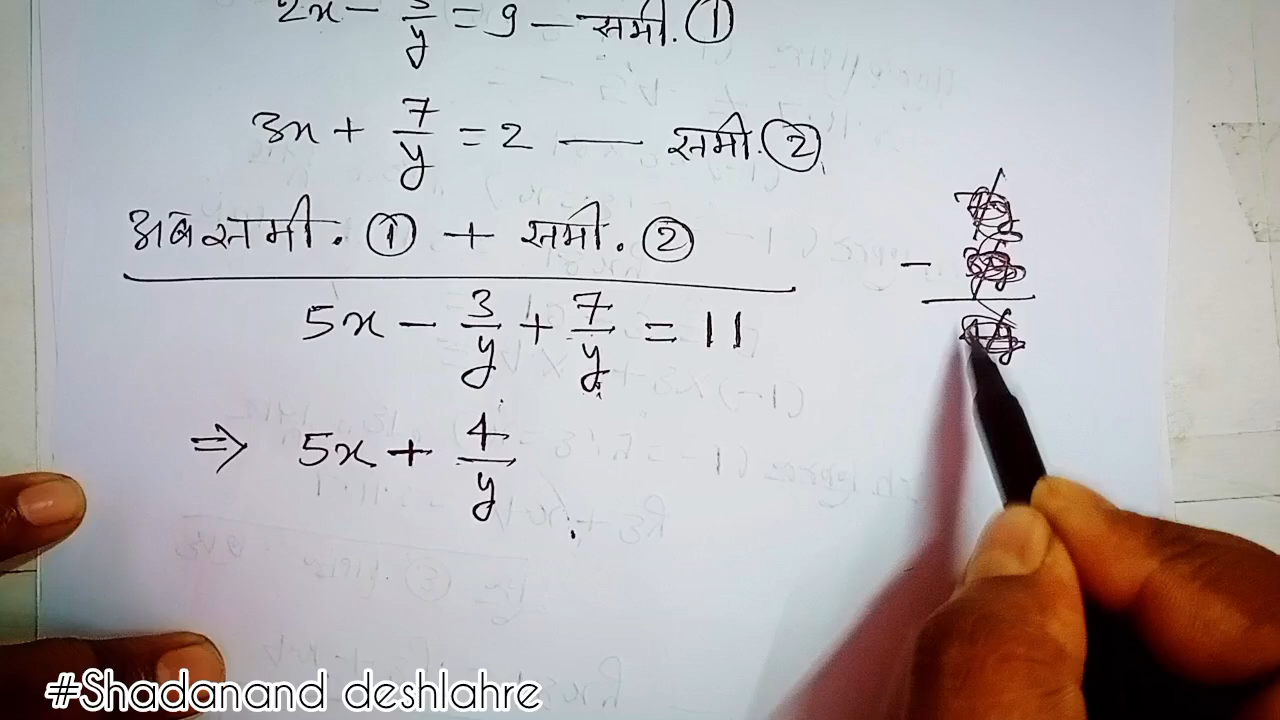 2x - 3/y = 9 — समी. ①
3x + 7/y = 2 — समी. ②
अब समी. ① + समी. ②
5x - 3/y + 7/y = 11
⇒ 5x + 4/y
-
#Shadanand deshlahre